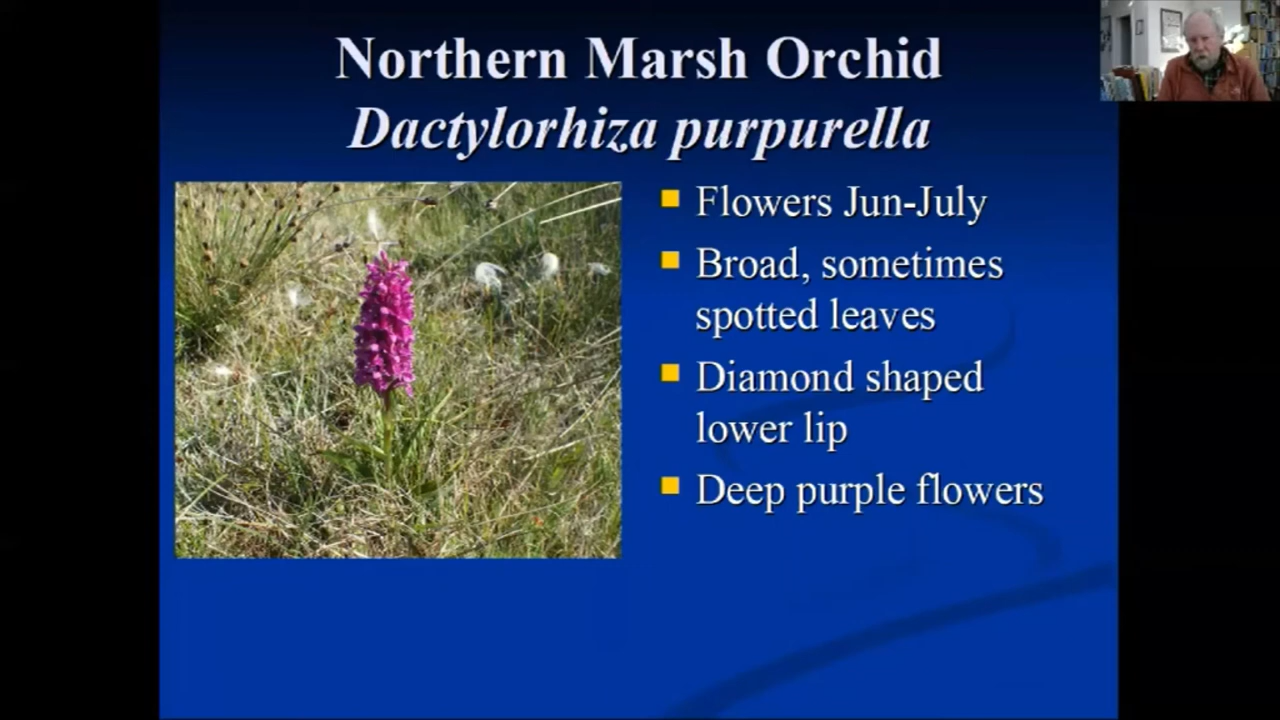 Northern Marsh Orchid
Dactylorhiza purpurella
Flowers Jun-July
Broad, sometimes
spotted leaves
Diamond shaped
lower lip
Deep purple flowers